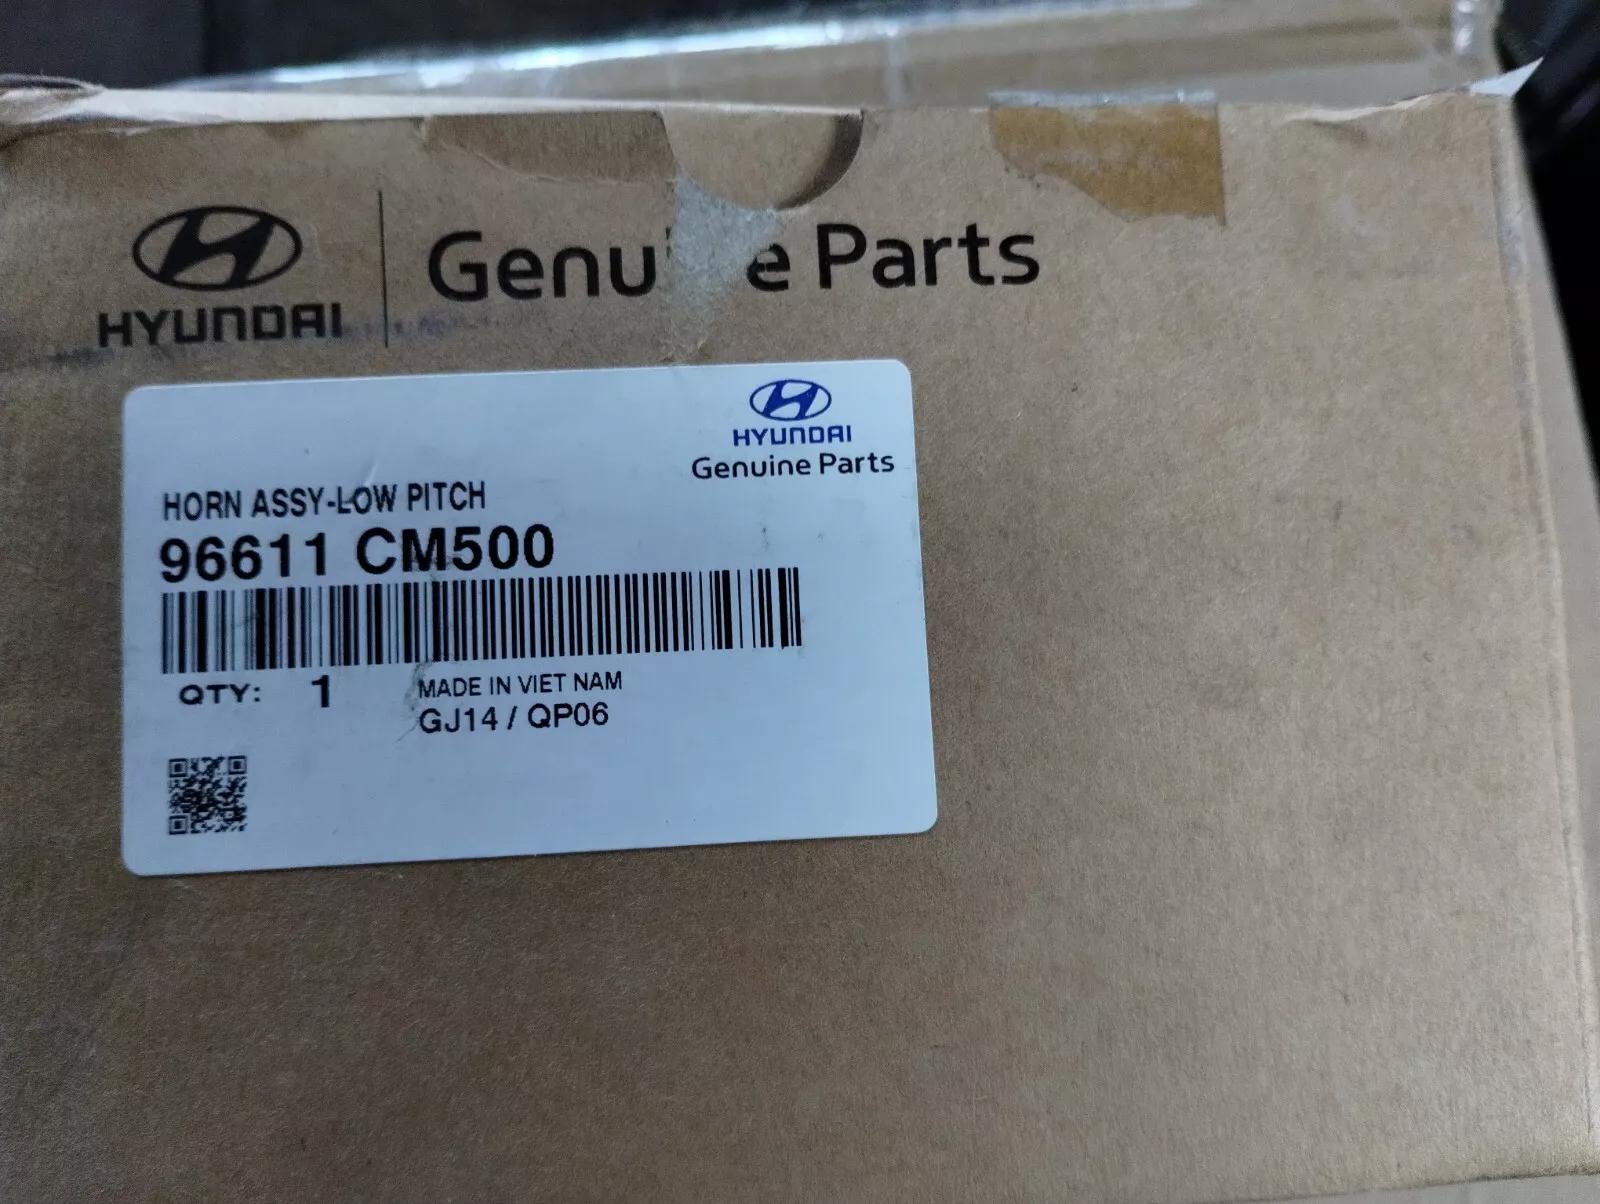 HYUNDAI
Genu e Parts
HYUNDAI
Genuine Parts
HORN ASSY-LOW PITCH
96611 CM500
QTY: 1 MADE IN VIET NAM
GJ14 / QP06